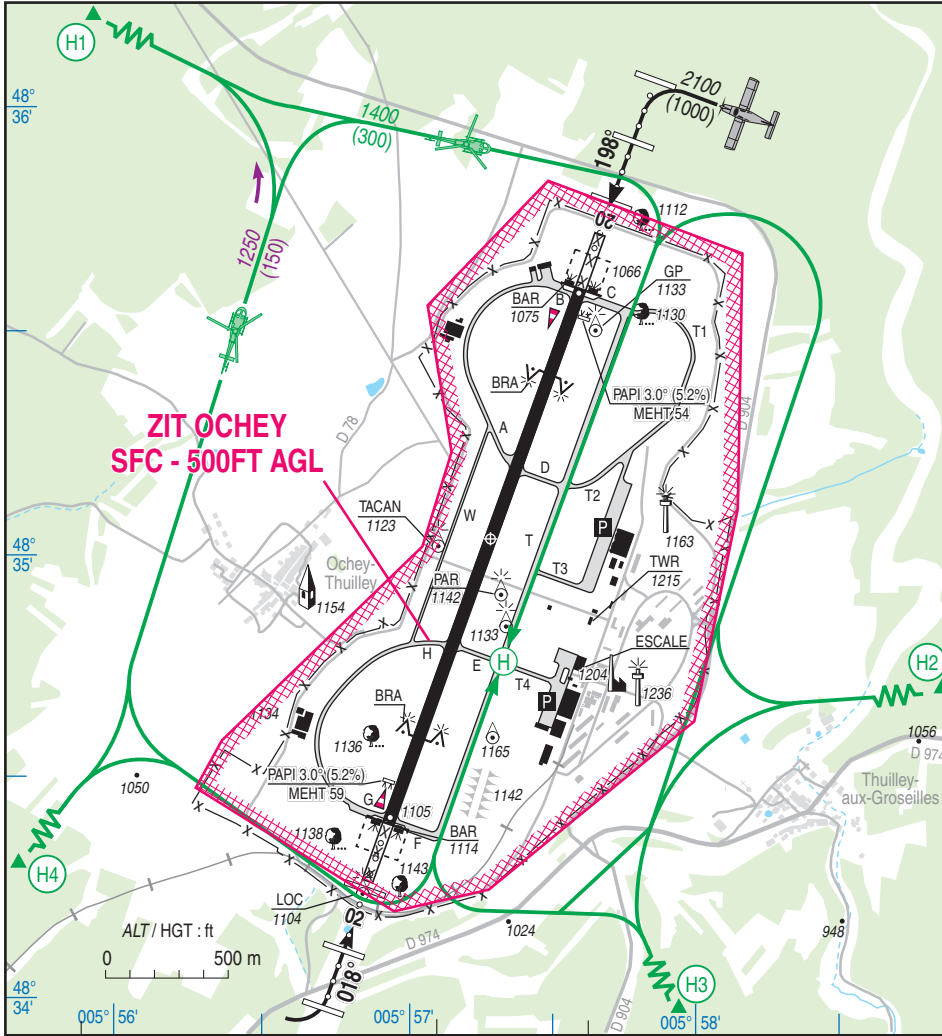 H1
48°
36'
1400
(300)
2100
(1000)
198°
1250
(150)
20
1112
1066
GP
1133
BAR
1075
B
C
1130
T1
BRA
PAPI 3.0° (5.2%)
MEHT 54
D 904
D 78
ZIT OCHEY
SFC - 500FT AGL
A
D
W
T2
P
TACAN
1123
1163
48°
35'
Ochey-
Thuilley
1154
T
T3
TWR
1215
PAR
1142
1133
ESCALE
H
H
E
T4
1204
1236
P
H2
BRA
1134
1136
1165
1056
D 974
PAPI 3.0° (5.2%)
MEHT 59
1050
G
1105
1142
Thuilley-
aux-Groseilles
1138
F
BAR
1114
1143
H4
LOC
1104
02
D 974
1024
948
ALT / HGT : ft
0
500 m
018°
48°
34'
D 904
H3
005° 56'
005° 57'
005° 58'